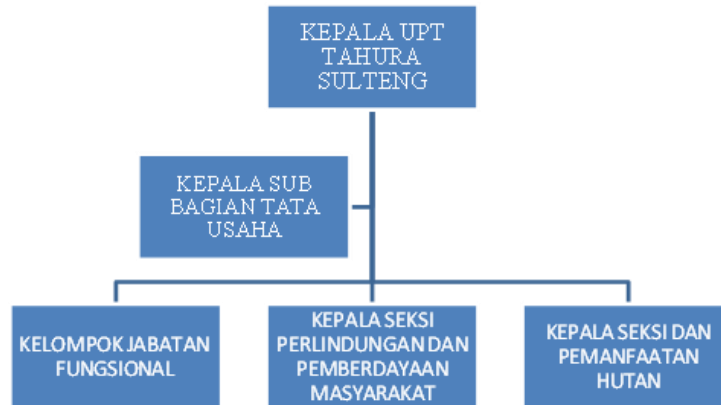 KEPALA UPT
TAHURA
SULTENG
KEPALA SUB
BAGIAN TATA
USAHA
KELOMPOK JABATAN
FUNGSIONAL
KEPALA SEKSI
PERLINDUNGAN DAN
PEMBERDAYAAN
MASYARAKAT
KEPALA SEKSI DAN
PEMANFAATAN
HUTAN